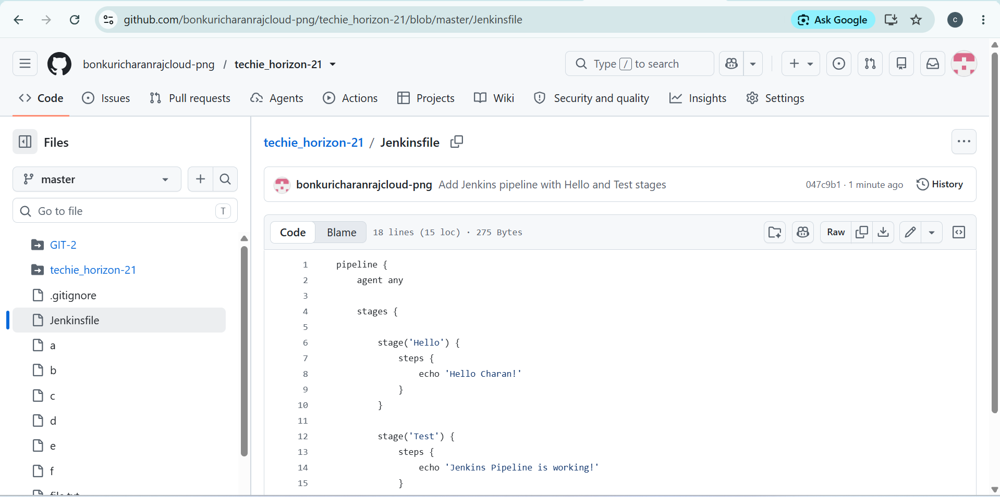 github.com/bonkuricharanrajcloud-png/techie_horizon-21/blob/master/Jenkinsfile
Ask Google
c
bonkuricharanrajcloud-png / techie_horizon-21
Type / to search
Code
Issues
Pull requests
Agents
Actions
Projects
Wiki
Security and quality
Insights
Settings
Files
master
Go to file
T
GIT-2
techie_horizon-21
.gitignore
Jenkinsfile
a
b
c
d
e
f
file.txt
techie_horizon-21 / Jenkinsfile
bonkuricharanrajcloud-png Add Jenkins pipeline with Hello and Test stages
047c9b1 · 1 minute ago
History
Code
Blame
18 lines (15 loc) · 275 Bytes
Raw
1 pipeline {
2     agent any
3
4     stages {
5
6         stage('Hello') {
7             steps {
8                 echo 'Hello Charan!'
9             }
10         }
11
12         stage('Test') {
13             steps {
14                 echo 'Jenkins Pipeline is working!'
15             }